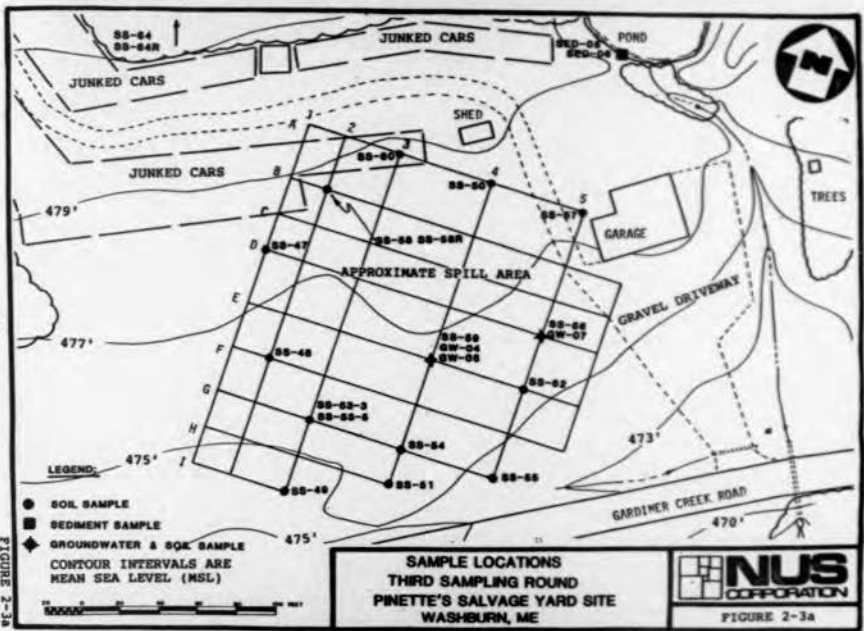 SS-64
SS-64R
JUNKED CARS
POND
SED-04
JUNKED CARS
N
SHED
A
1
2
3
SS-60
4
SS-50
5
SS-57
JUNKED CARS
B
TREES
479'
C
GARAGE
SS-58 SS-58R
D
SS-47
APPROXIMATE SPILL AREA
E
GRAVEL DRIVEWAY
SS-59
GW-04
GW-05
SS-56
GW-07
477'
F
SS-48
SS-62
G
SS-52-3
SS-53-5
H
473'
SS-54
I
475'
SS-51
SS-55
SS-49
GARDINER CREEK ROAD
475'
470'
LEGEND:
SOIL SAMPLE
SEDIMENT SAMPLE
GROUNDWATER & SOIL SAMPLE
CONTOUR INTERVALS ARE
MEAN SEA LEVEL (MSL)
FEET
SAMPLE LOCATIONS
THIRD SAMPLING ROUND
PINETTE'S SALVAGE YARD SITE
WASHBURN, ME
NUS
CORPORATION
FIGURE 2-3a
FIGURE 2-3a